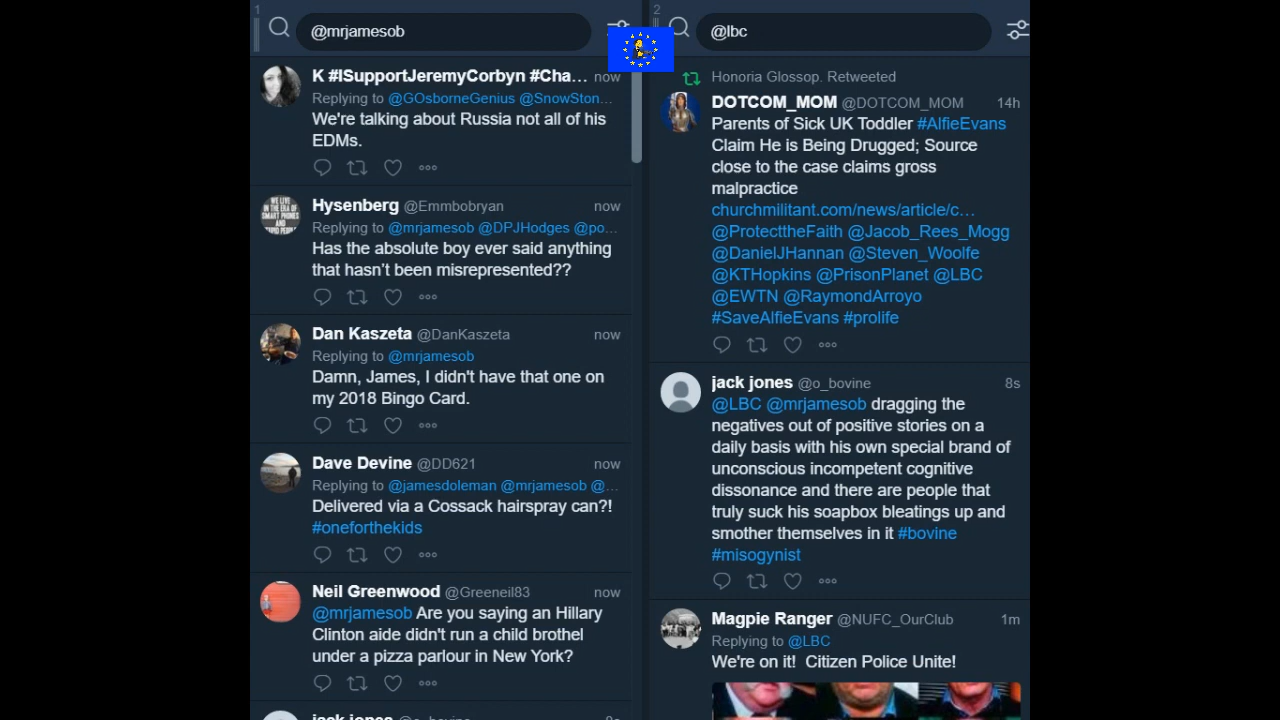 1
@mrjamesob
K #ISupportJeremyCorbyn #Cha... now
Replying to @GOsborneGenius @SnowSton...
We're talking about Russia not all of his
EDMs.
Hysenberg @Emmbobryan now
Replying to @mrjamesob @DPJHodges @po...
Has the absolute boy ever said anything
that hasn't been misrepresented??
Dan Kaszeta @DanKaszeta now
Replying to @mrjamesob
Damn, James, I didn't have that one on
my 2018 Bingo Card.
Dave Devine @DD621 now
Replying to @jamesdoleman @mrjamesob @...
Delivered via a Cossack hairspray can?!
#oneforthekids
Neil Greenwood @Greeneil83 now
@mrjamesob Are you saying an Hillary
Clinton aide didn't run a child brothel
under a pizza parlour in New York?
jack jones @o_bovine 8s
2
@lbc
Honoria Glossop. Retweeted
DOTCOM_MOM @DOTCOM_MOM 14h
Parents of Sick UK Toddler #AlfieEvans
Claim He is Being Drugged; Source
close to the case claims gross
malpractice
churchmilitant.com/news/article/c...
@ProtecttheFaith @Jacob_Rees_Mogg
@DanielJHannan @Steven_Woolfe
@KTHopkins @PrisonPlanet @LBC
@EWTN @RaymondArroyo
#SaveAlfieEvans #prolife
jack jones @o_bovine 8s
@LBC @mrjamesob dragging the
negatives out of positive stories on a
daily basis with his own special brand of
unconscious incompetent cognitive
dissonance and there are people that
truly suck his soapbox bleatings up and
smother themselves in it #bovine
#misogynist
Magpie Ranger @NUFC_OurClub 1m
Replying to @LBC
We're on it! Citizen Police Unite!